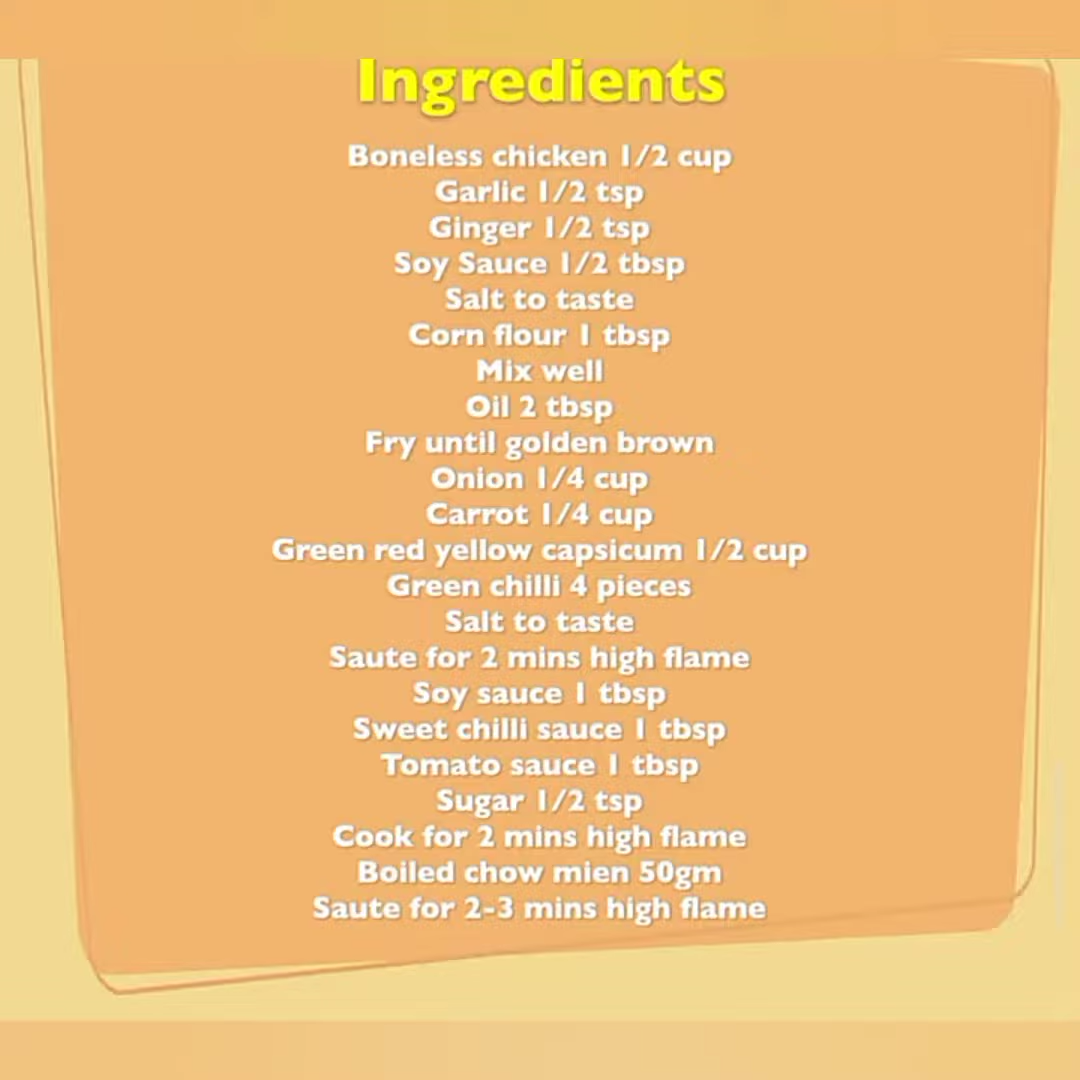 Ingredients
Boneless chicken 1/2 cup
Garlic 1/2 tsp
Ginger 1/2 tsp
Soy Sauce 1/2 tbsp
Salt to taste
Corn flour 1 tbsp
Mix well
Oil 2 tbsp
Fry until golden brown
Onion 1/4 cup
Carrot 1/4 cup
Green red yellow capsicum 1/2 cup
Green chilli 4 pieces
Salt to taste
Saute for 2 mins high flame
Soy sauce 1 tbsp
Sweet chilli sauce 1 tbsp
Tomato sauce 1 tbsp
Sugar 1/2 tsp
Cook for 2 mins high flame
Boiled chow mien 50gm
Saute for 2-3 mins high flame